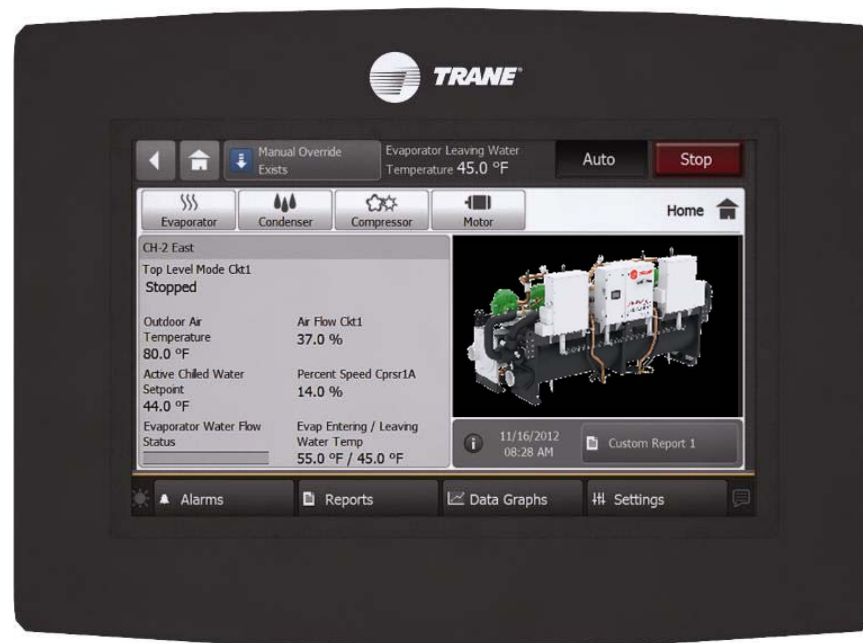 TRANE
Manual Override
Exists
Evaporator Leaving Water
Temperature 45.0 °F
Auto
Stop
Evaporator
Condenser
Compressor
Motor
Home
CH-2 East
Top Level Mode Ckt1
Stopped
Outdoor Air
Temperature
80.0 °F
Air Flow Ckt1
37.0 %
Active Chilled Water
Setpoint
44.0 °F
Percent Speed Cprsr1A
14.0 %
Evaporator Water Flow
Status
Evap Entering / Leaving
Water Temp
55.0 °F / 45.0 °F
TRANE
11/16/2012
08:28 AM
Custom Report 1
Alarms
Reports
Data Graphs
Settings